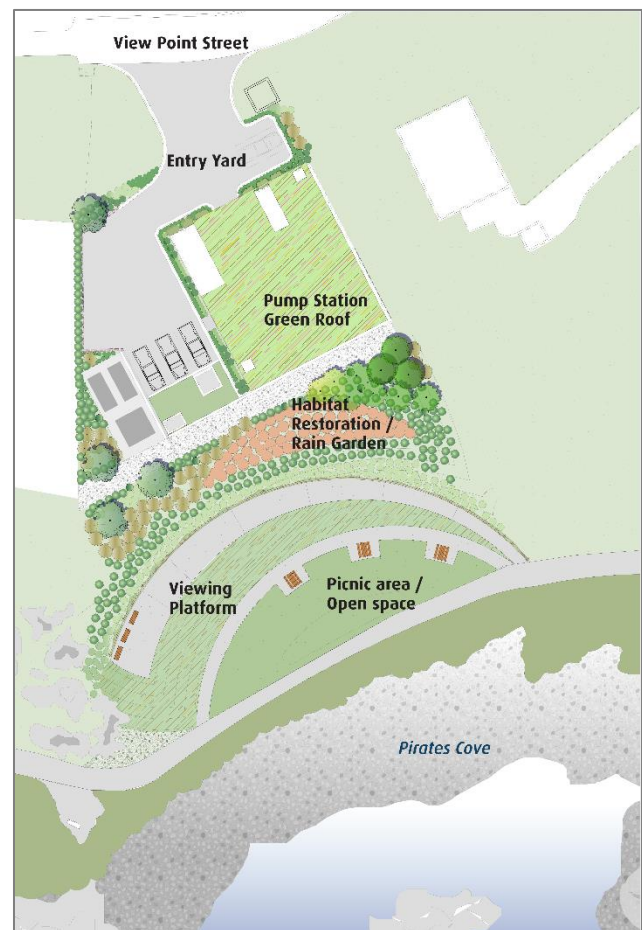 View Point Street
Entry Yard
Pump Station
Green Roof
Habitat
Restoration /
Rain Garden
Viewing
Platform
Picnic area /
Open space
Pirates Cove